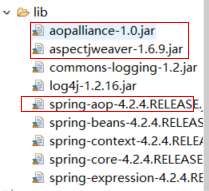 lib
aopalliance-1.0.jar
aspectjweaver-1.6.9.jar
commons-logging-1.2.jar
log4j-1.2.16.jar
spring-aop-4.2.4.RELEASE.
spring-beans-4.2.4.RELEAS
spring-context-4.2.4.RELEA
spring-core-4.2.4.RELEASE
spring-expression-4.2.4.RE